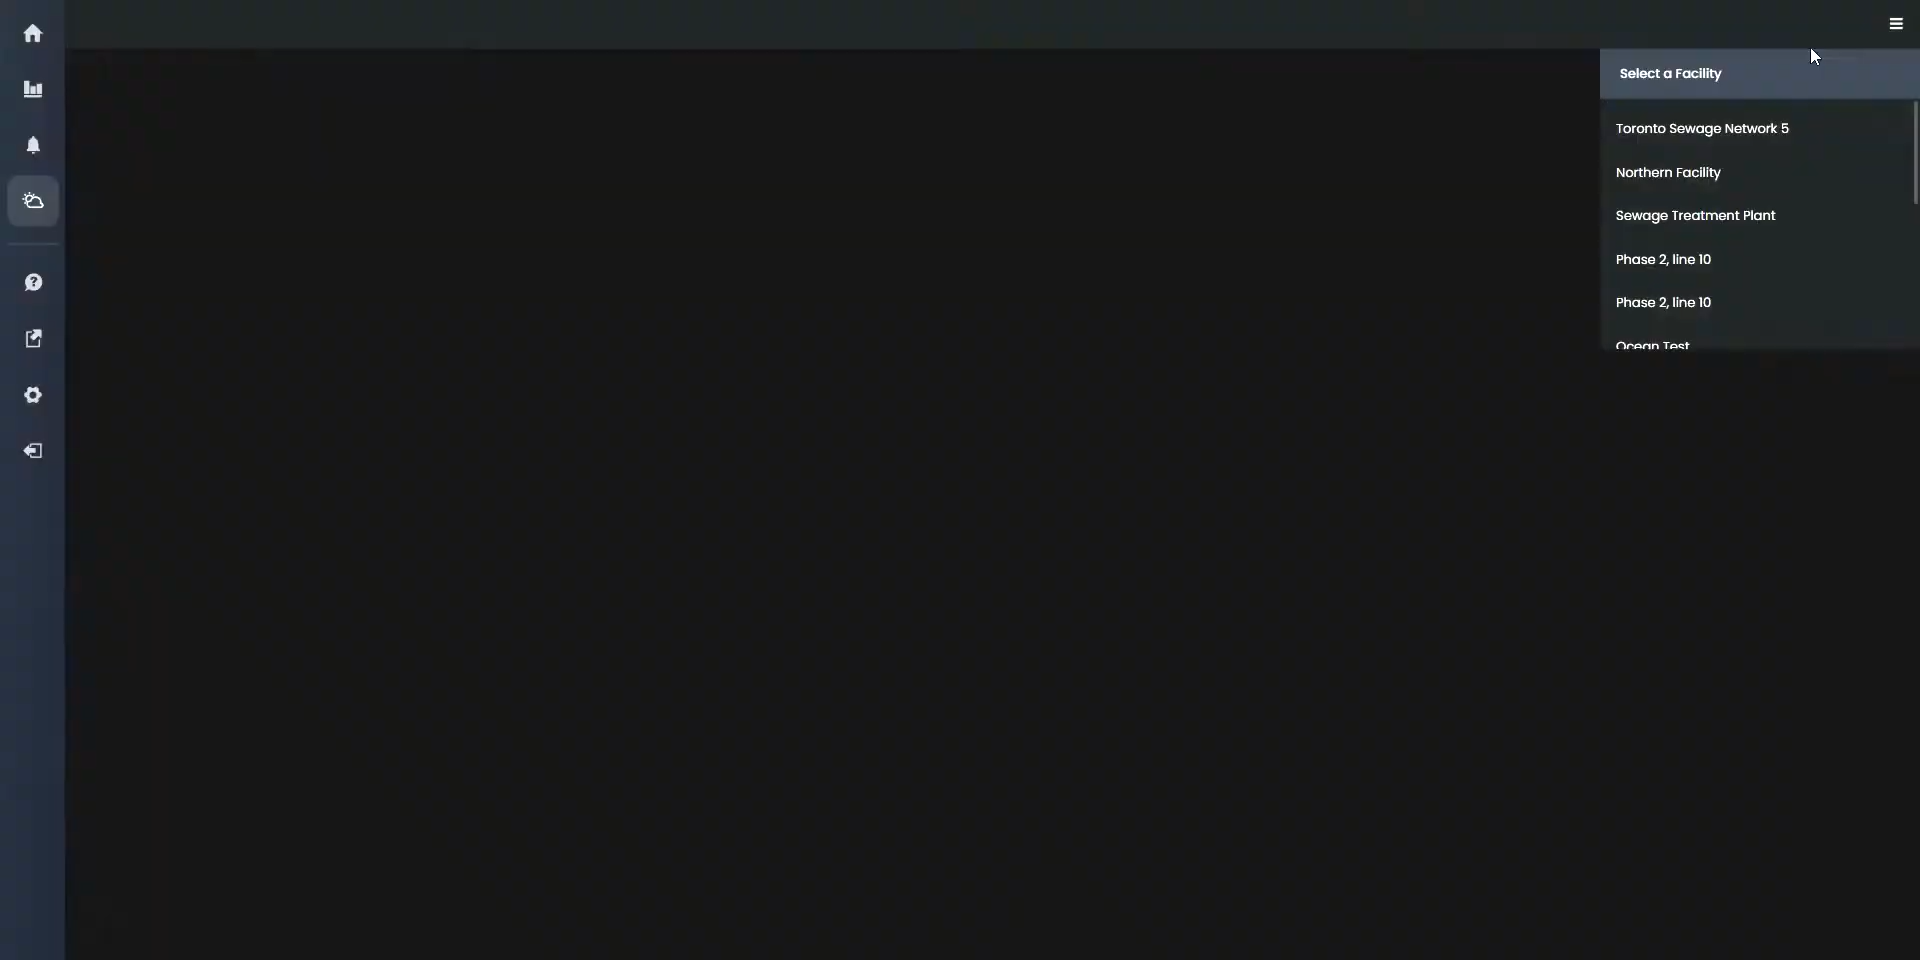 Select a Facility
Toronto Sewage Network 5
Northern Facility
Sewage Treatment Plant
Phase 2, line 10
Phase 2, line 10
Ocean Test